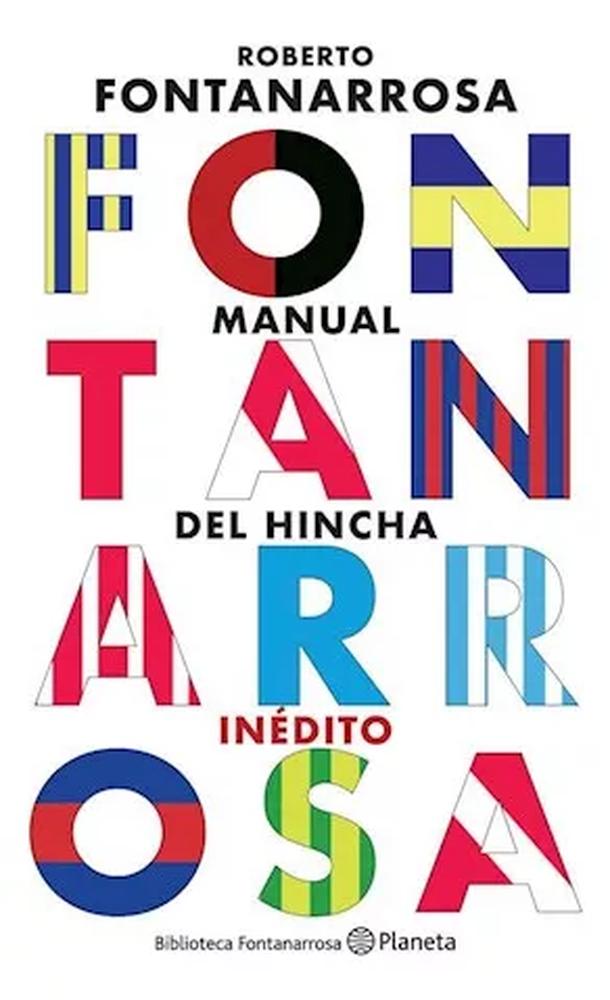 ROBERTO
FONTANARROSA
FON
MANUAL
TAN
DEL HINCHA
ARR
INÉDITO
OSA
Biblioteca Fontanarrosa Planeta